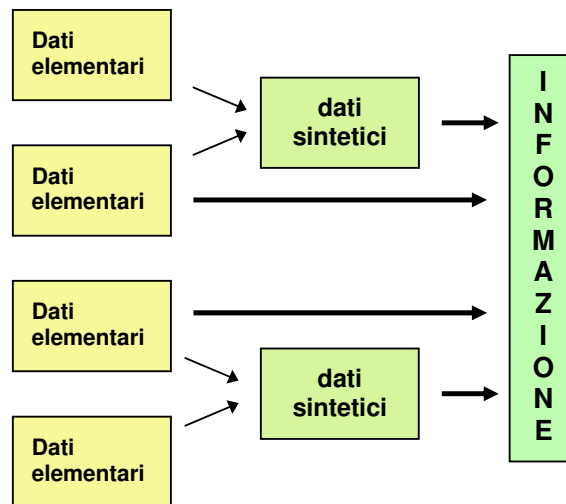 Dati
elementari
dati
sintetici
Dati
elementari
Dati
elementari
dati
sintetici
Dati
elementari
I
N
F
O
R
M
A
Z
I
O
N
E